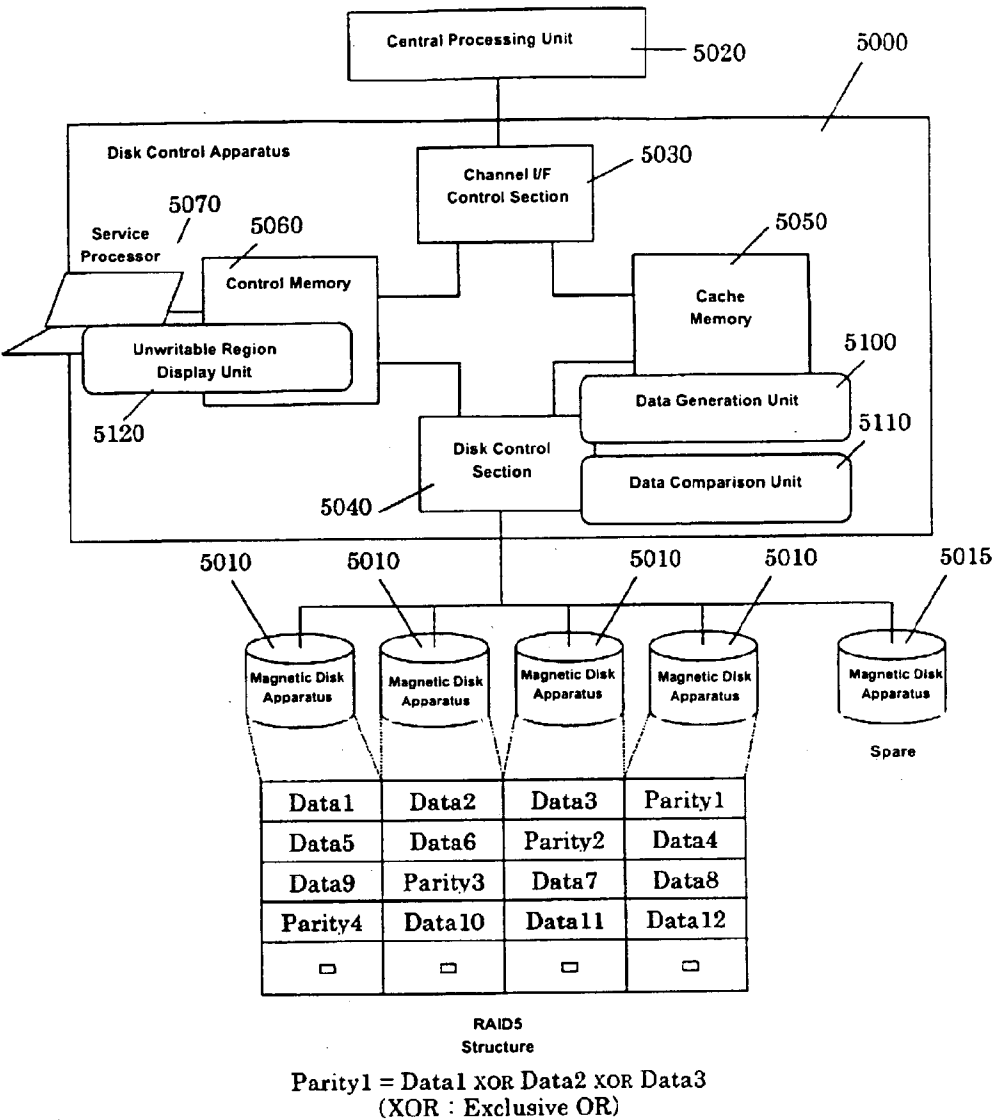 Central Processing Unit
5020
5000
Disk Control Apparatus
Channel I/F
Control Section
5030
5070
Service
Processor
5060
Control Memory
5050
Cache
Memory
Unwritable Region
Display Unit
5120
5100
Data Generation Unit
5110
Disk Control
Section
Data Comparison Unit
5040
5010
5010
5010
5010
5015
Magnetic Disk
Apparatus
Magnetic Disk
Apparatus
Magnetic Disk
Apparatus
Magnetic Disk
Apparatus
Magnetic Disk
Apparatus
Spare
Data1 Data2 Data3 Parity1
Data5 Data6 Parity2 Data4
Data9 Parity3 Data7 Data8
Parity4 Data10 Data11 Data12
RAID5
Structure
Parity1 = Data1 XOR Data2 XOR Data3
(XOR : Exclusive OR)